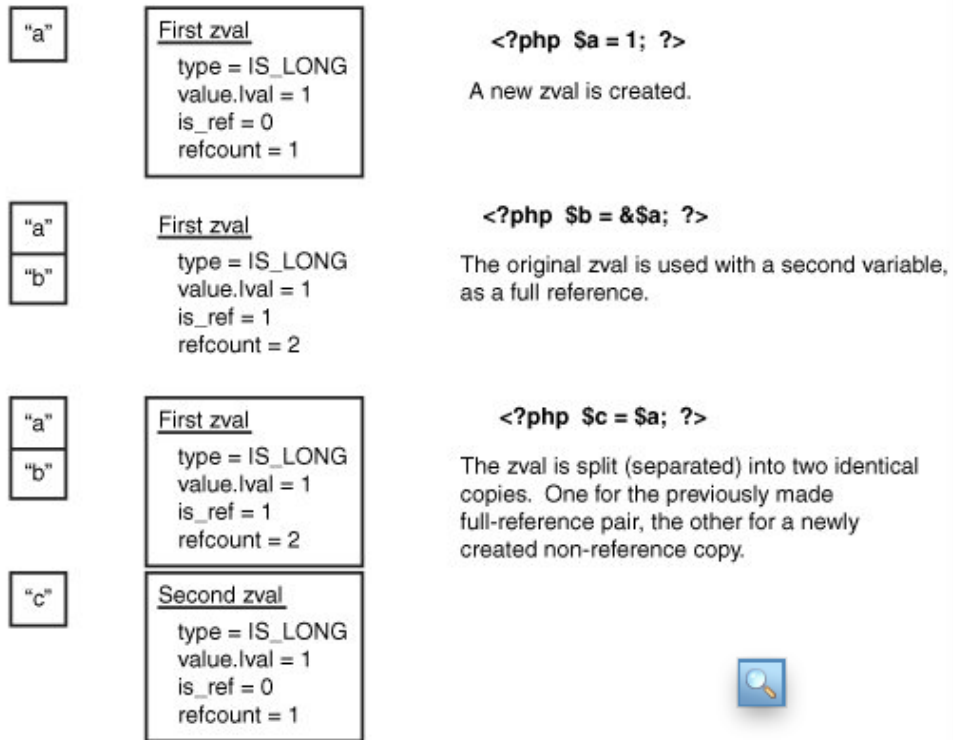 “a”
First zval
type = IS_LONG
value.lval = 1
is_ref = 0
refcount = 1
<?php $a = 1; ?>
A new zval is created.
“a”
“b”
First zval
type = IS_LONG
value.lval = 1
is_ref = 1
refcount = 2
<?php $b = &$a; ?>
The original zval is used with a second variable,
as a full reference.
“a”
“b”
First zval
type = IS_LONG
value.lval = 1
is_ref = 1
refcount = 2
<?php $c = $a; ?>
The zval is split (separated) into two identical
copies. One for the previously made
full-reference pair, the other for a newly
created non-reference copy.
“c”
Second zval
type = IS_LONG
value.lval = 1
is_ref = 0
refcount = 1